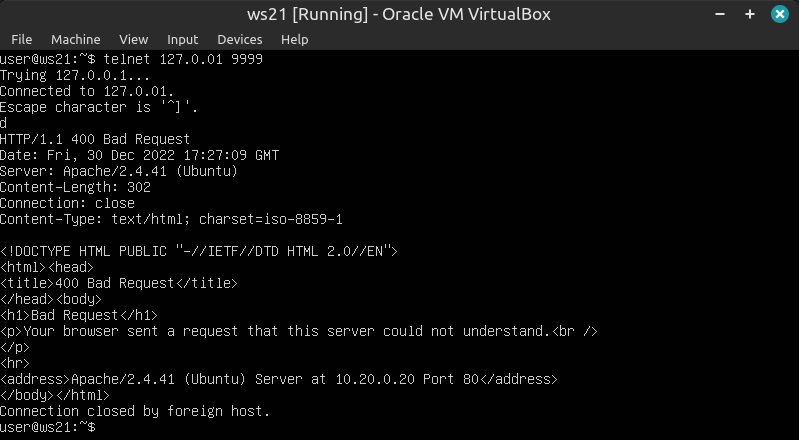 ws21 [Running] - Oracle VM VirtualBox
File Machine View Input Devices Help
user@ws21:~$ telnet 127.0.01 9999
Trying 127.0.0.1...
Connected to 127.0.01.
Escape character is '^]'.
d
HTTP/1.1 400 Bad Request
Date: Fri, 30 Dec 2022 17:27:09 GMT
Server: Apache/2.4.41 (Ubuntu)
Content-Length: 302
Connection: close
Content-Type: text/html; charset=iso-8859-1

<!DOCTYPE HTML PUBLIC "-//IETF//DTD HTML 2.0//EN">
<html><head>
<title>400 Bad Request</title>
</head><body>
<h1>Bad Request</h1>
<p>Your browser sent a request that this server could not understand.<br />
</p>
<hr>
<address>Apache/2.4.41 (Ubuntu) Server at 10.20.0.20 Port 80</address>
</body></html>
Connection closed by foreign host.
user@ws21:~$